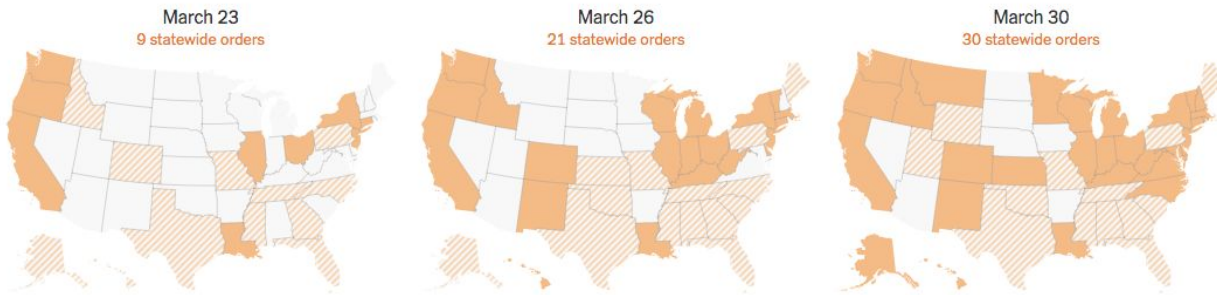 March 23
9 statewide orders
March 26
21 statewide orders
March 30
30 statewide orders